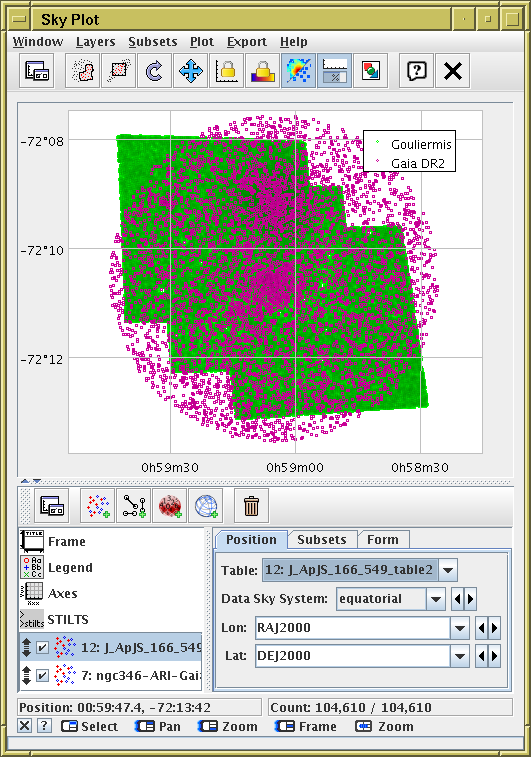 Sky Plot
Window Layers Subsets Plot Export Help
-72°08
Gouliermis
Gaia DR2
-72°10
-72°12
0h59m30 0h59m00 0h58m30
Position Subsets Form
Frame
Table: 12: J_ApJS_166_549_table2
Legend
Data Sky System: equatorial
Axes
Lon: RAJ2000
STILTS
12: J_ApJS_166_549
Lat: DEJ2000
7: ngc346-ARI-Gaia
Position: 00:59:47.4, -72:13:42 Count: 104,610 / 104,610
Select Pan Zoom Frame Zoom